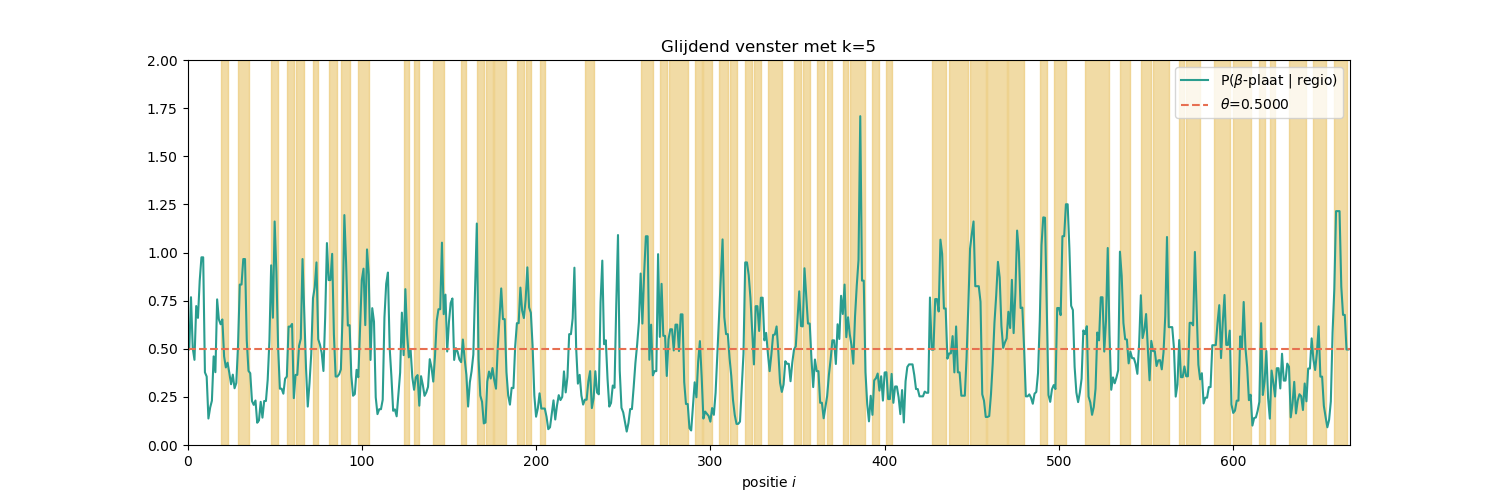 Glijdend venster met k=5
2.00
1.75
1.50
1.25
1.00
0.75
0.50
0.25
0.00
P(β-plaat | regio)
θ=0.5000
0 100 200 300 400 500 600
positie i